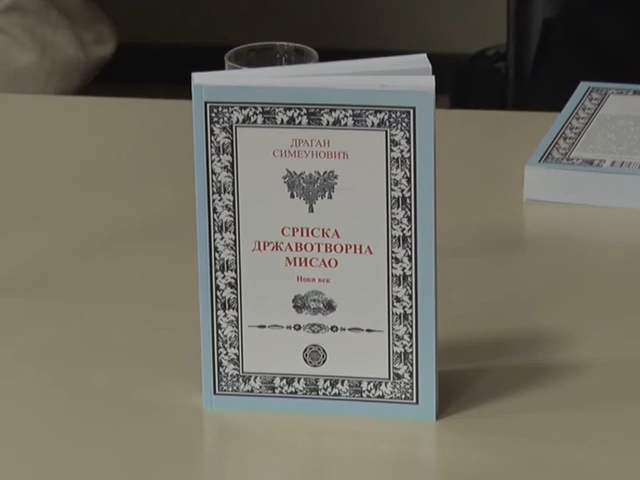 ДРАГАН
СИМЕУНОВИЋ
СРПСКА
ДРЖАВОТВОРНА
МИСАО
Нови век